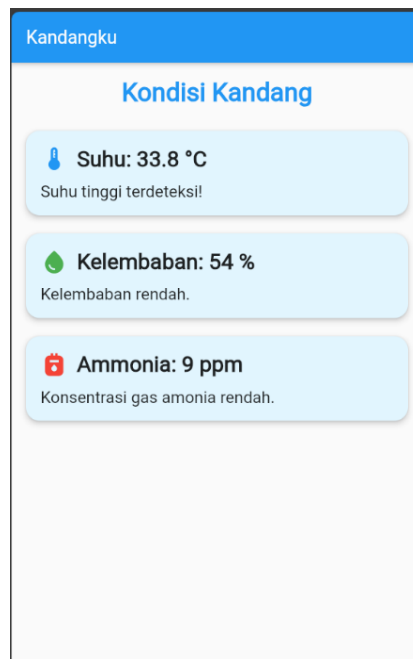 Kandangku
Kondisi Kandang
Suhu: 33.8 °C
Suhu tinggi terdeteksi!
Kelembaban: 54 %
Kelembaban rendah.
Ammonia: 9 ppm
Konsentrasi gas amonia rendah.